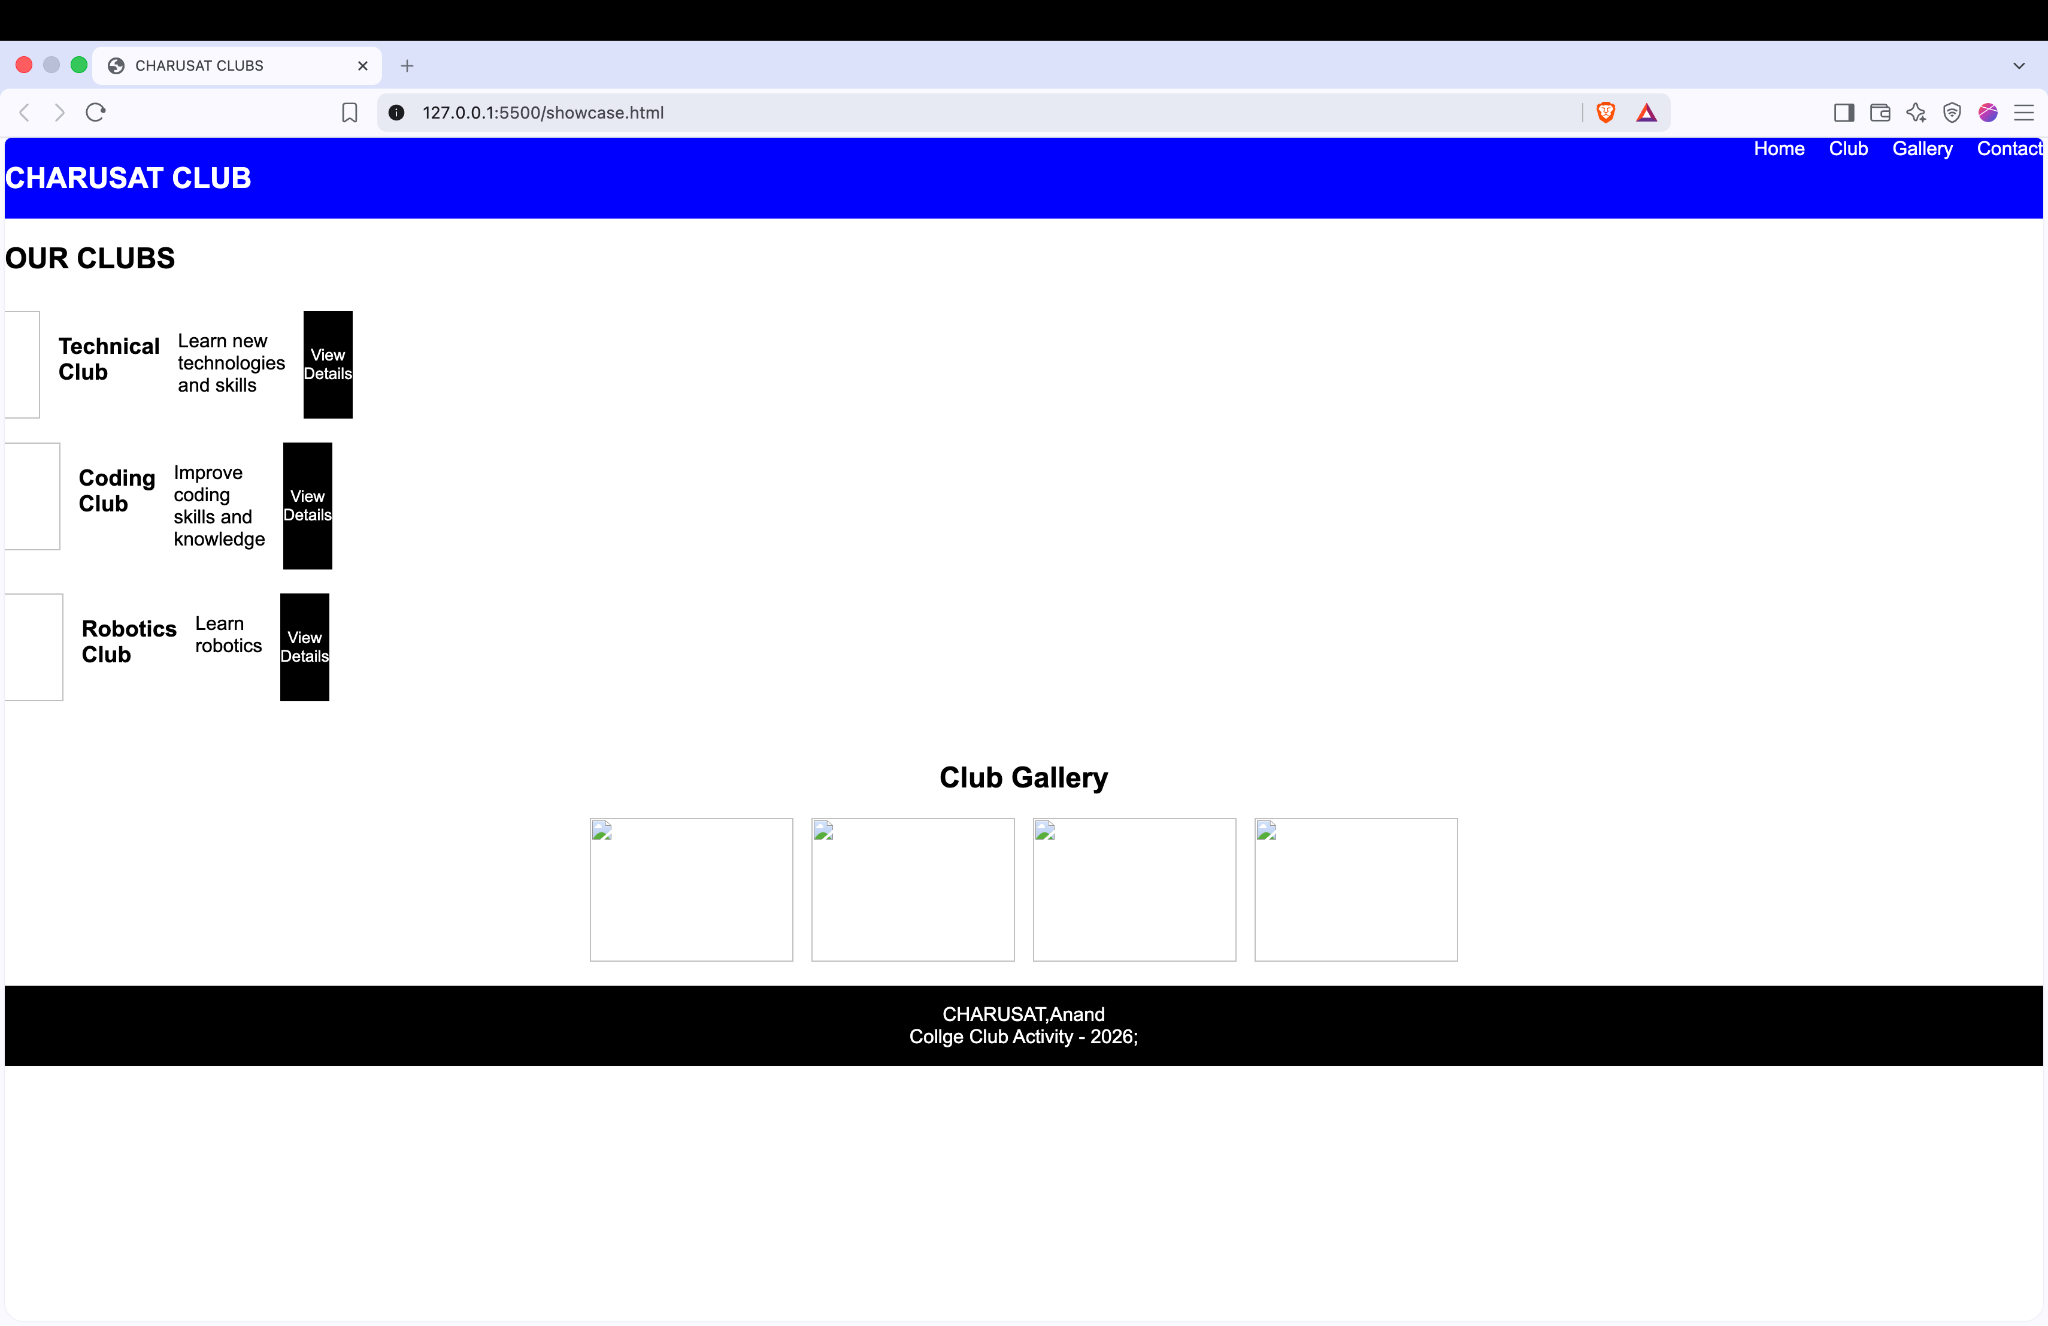 CHARUSAT CLUBS
127.0.0.1:5500/showcase.html
Home Club Gallery Contact
CHARUSAT CLUB
OUR CLUBS
Technical
Club
Learn new
technologies
and skills
View
Details
Coding
Club
Improve
coding
skills and
knowledge
View
Details
Robotics
Club
Learn
robotics
View
Details
Club Gallery
CHARUSAT,Anand
Collge Club Activity - 2026;